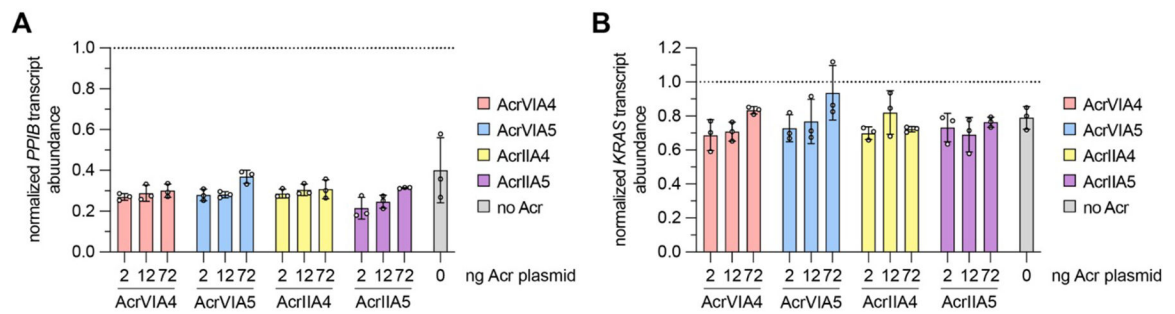 A
normalized PPIB transcript
abundance
1.0
0.8
0.6
0.4
0.2
0.0
2 12 72 2 12 72 2 12 72 2 12 72 0 ng Acr plasmid
AcrVIA4 AcrVIA5 AcrIIA4 AcrIIA5
AcrVIA4
AcrVIA5
AcrIIA4
AcrIIA5
no Acr
B
normalized KRAS transcript
abundance
1.2
1.0
0.8
0.6
0.4
0.2
0.0
2 12 72 2 12 72 2 12 72 2 12 72 0 ng Acr plasmid
AcrVIA4 AcrVIA5 AcrIIA4 AcrIIA5
AcrVIA4
AcrVIA5
AcrIIA4
AcrIIA5
no Acr